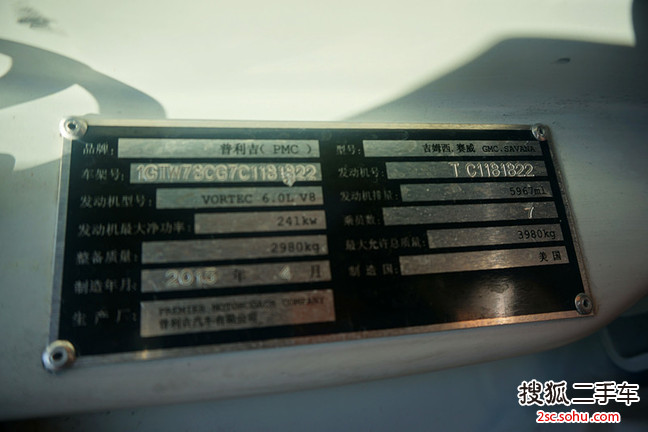 品牌: 普利吉( PMC ) 型号: 吉姆西.赛威 GMC.SAVANA
车架号: 1GTW78CG7C1181822 发动机号: T C1181822
发动机型号: VORTEC 6.0L V8 发动机排量: 5967ml
发动机最大净功率: 241kw 乘员数: 7
整备质量: 2980kg 最大允许总质量: 3980kg
制造年月: 2015 年 4 月 制造国: 美国
生产厂: PREMIER MOTORCOACH COMPANY
普利吉汽车有限公司
搜狐二手车
2sc.sohu.com